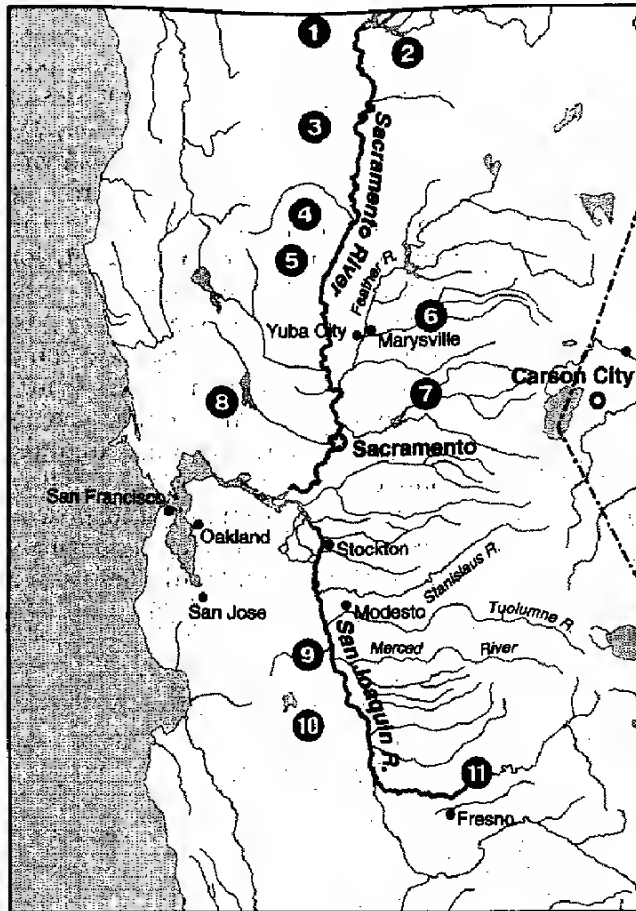 1
2
3
Sacramento River
4
5
Feather R.
6
Yuba City
Marysville
7
Carson City
8
Sacramento
San Francisco
Oakland
Stockton
Stanislaus R.
San Jose
Modesto
Tuolumne R.
9
Merced River
San Joaquin R.
10
11
Fresno